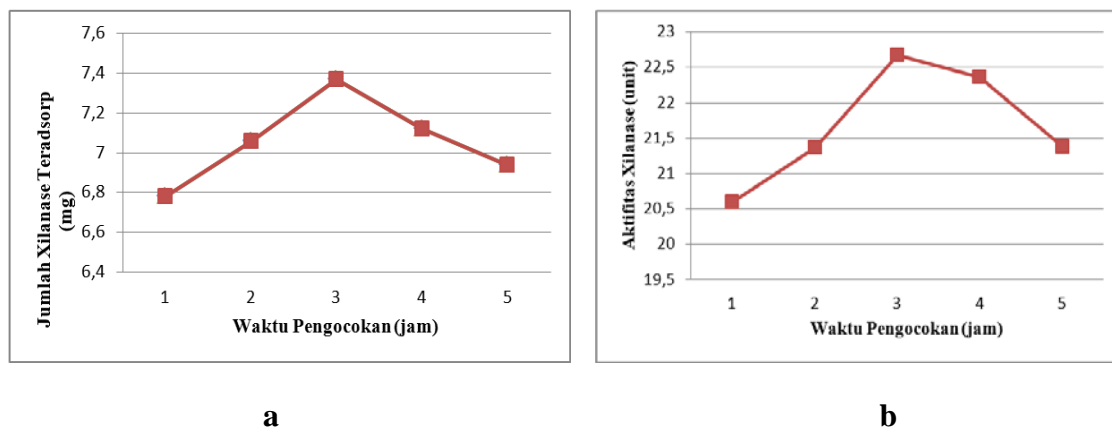 7,6
7,4
7,2
7
6,8
6,6
6,4
Jumlah Xilanase Teradsorp
(mg)
1 2 3 4 5
Waktu Pengocokan (jam)
a
23
22,5
22
21,5
21
20,5
20
19,5
Aktifitas Xilanase (unit)
1 2 3 4 5
Waktu Pengocokan (jam)
b